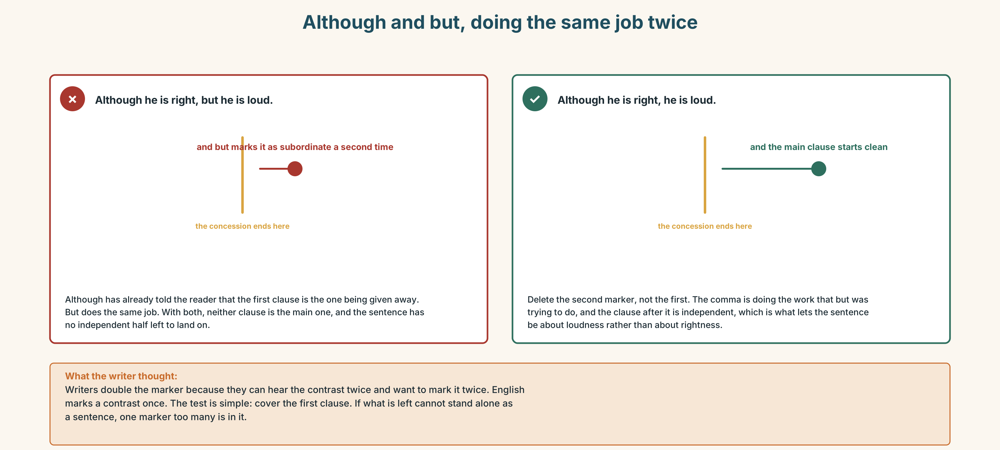 Although and but, doing the same job twice
Although he is right, but he is loud.
and but marks it as subordinate a second time
the concession ends here
Although has already told the reader that the first clause is the one being given away.
But does the same job. With both, neither clause is the main one, and the sentence has
no independent half left to land on.
Although he is right, he is loud.
and the main clause starts clean
the concession ends here
Delete the second marker, not the first. The comma is doing the work that but was
trying to do, and the clause after it is independent, which is what lets the sentence
be about loudness rather than about rightness.
What the writer thought:
Writers double the marker because they can hear the contrast twice and want to mark it twice. English
marks a contrast once. The test is simple: cover the first clause. If what is left cannot stand alone as
a sentence, one marker too many is in it.